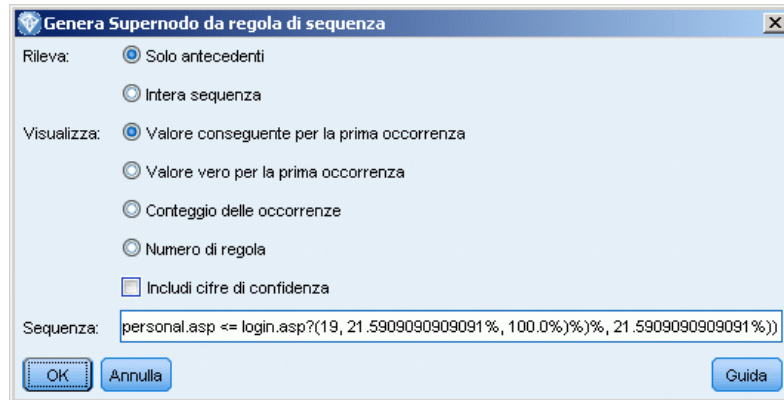 Genera Supernodo da regola di sequenza
Rileva: Solo antecedenti
Intera sequenza
Visualizza: Valore conseguente per la prima occorrenza
Valore vero per la prima occorrenza
Conteggio delle occorrenze
Numero di regola
Includi cifre di confidenza
Sequenza: personal.asp <= login.asp?(19, 21.5909090909091%, 100.0%)%)%, 21.5909090909091%))
OK Annulla Guida